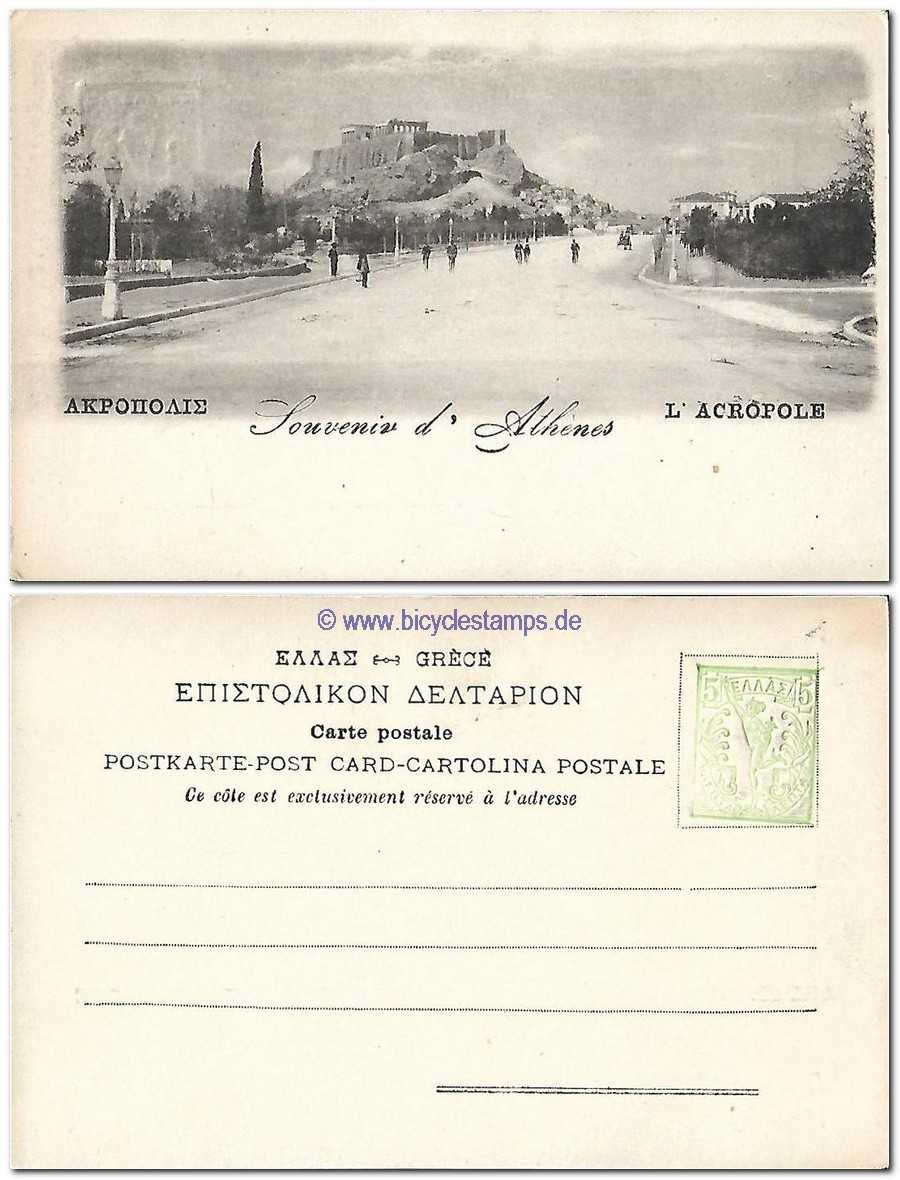 ΑΚΡΟΠΟΛΙΣ
Souvenir d' Athènes
L' ACROPOLE
© www.bicyclestamps.de
ΕΛΛΑΣ GRÈCE
ΕΠΙΣΤΟΛΙΚΟΝ ΔΕΛΤΑΡΙΟΝ
Carte postale
POSTKARTE-POST CARD-CARTOLINA POSTALE
Ce côte est exclusivement réservé à l'adresse
5 ΕΛΛΑΣ 5